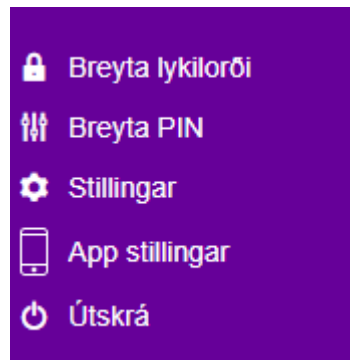 Breyta lykilorði
Breyta PIN
Stillingar
App stillingar
Útskrá